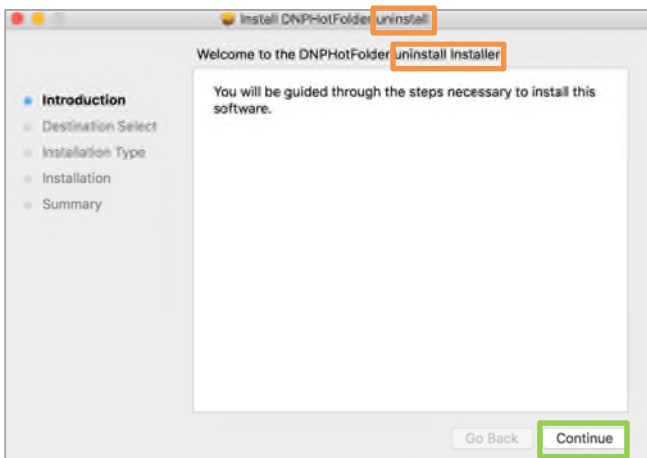 Install DNPHotFolder uninstall
Welcome to the DNPHotFolder uninstall Installer
Introduction
Destination Select
Installation Type
Installation
Summary
You will be guided through the steps necessary to install this
software.
Go Back
Continue